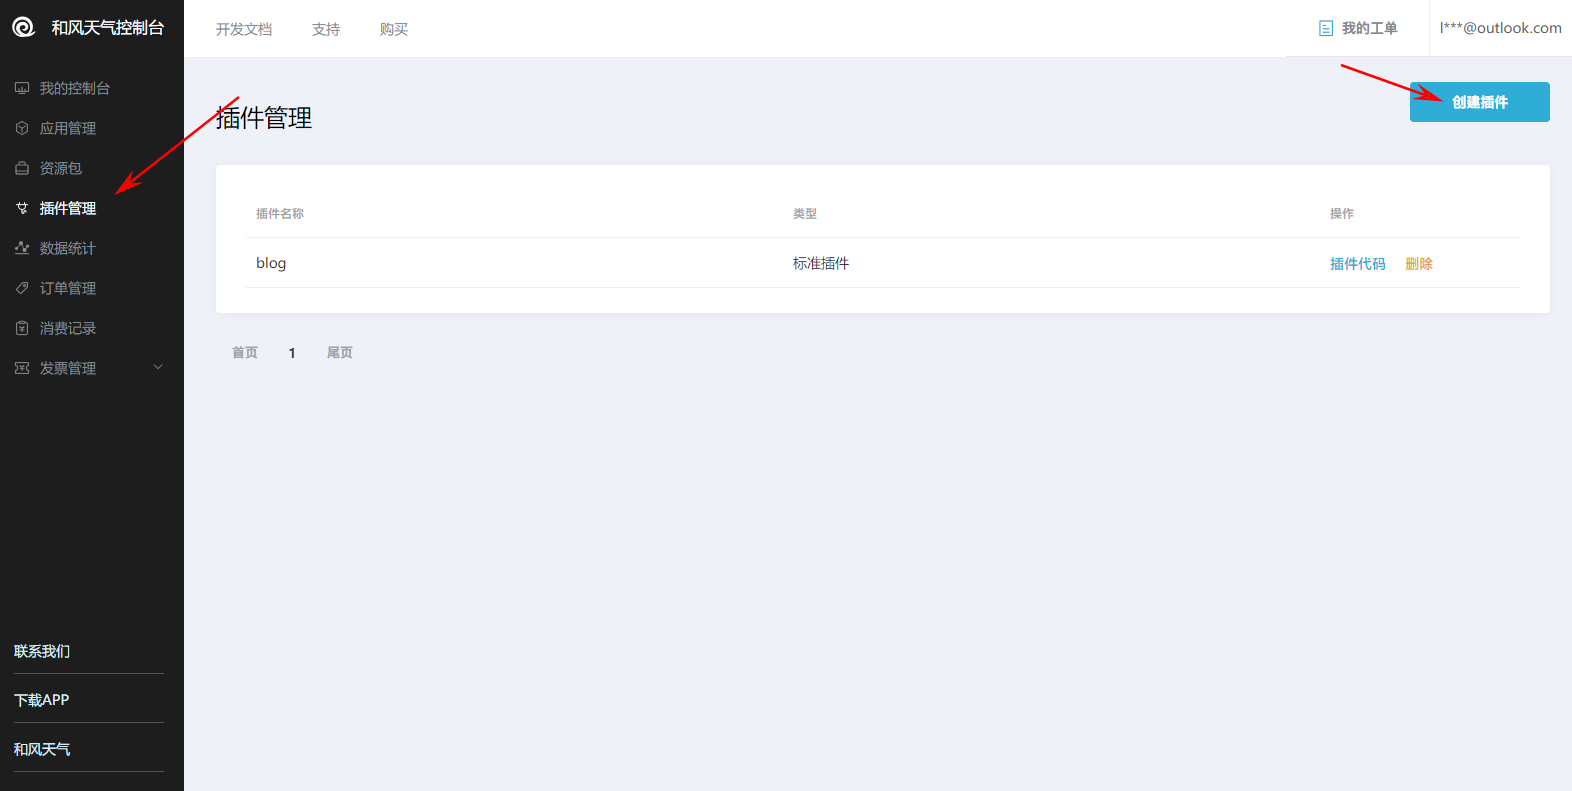 和风天气控制台
开发文档 支持 购买
我的工单 l***@outlook.com
我的控制台
应用管理
资源包
插件管理
数据统计
订单管理
消费记录
发票管理
联系我们
下载APP
和风天气
插件管理
创建插件
插件名称 类型 操作
blog 标准插件 插件代码 删除
首页 1 尾页